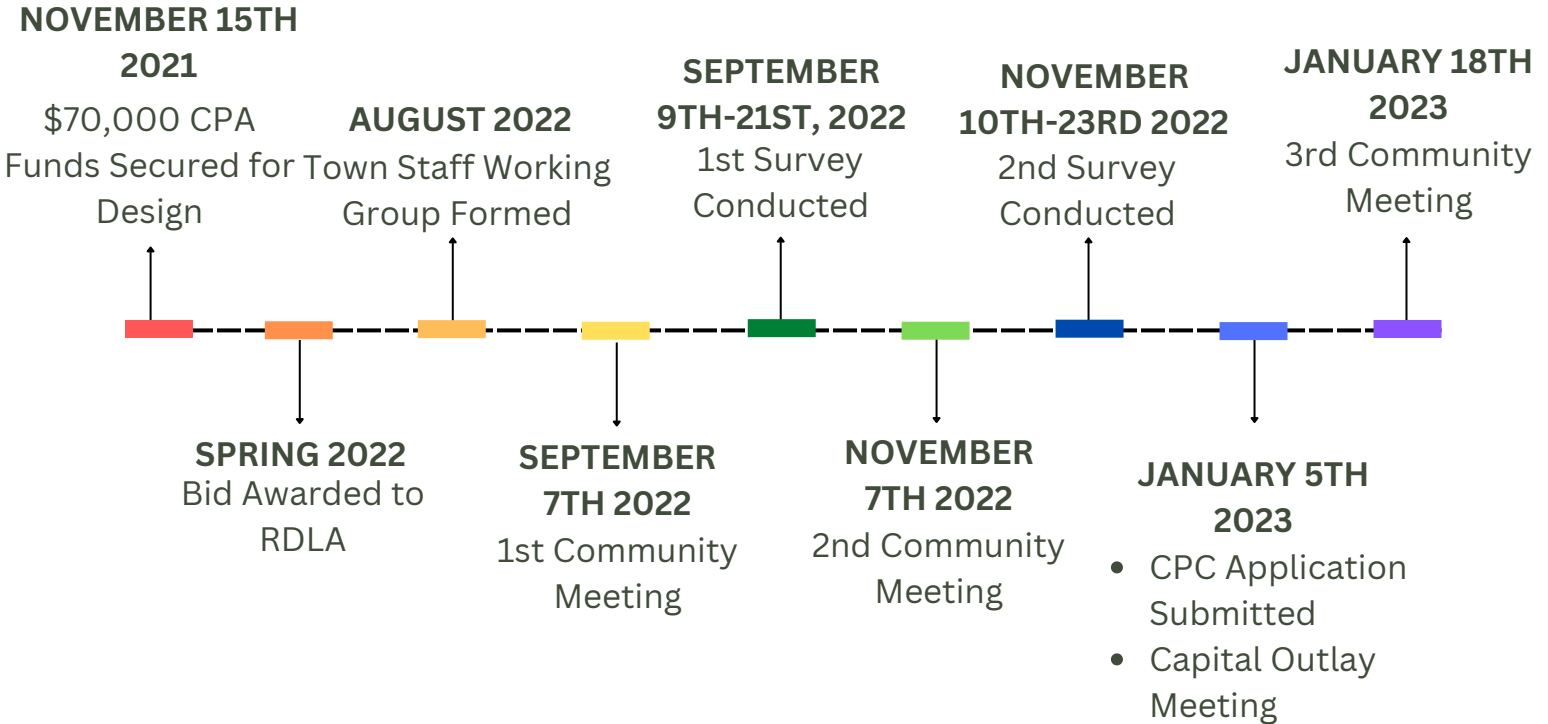 NOVEMBER 15TH
2021
$70,000 CPA
Funds Secured for
Design
SPRING 2022
Bid Awarded to
RDLA
AUGUST 2022
Town Staff Working
Group Formed
SEPTEMBER
7TH 2022
1st Community
Meeting
SEPTEMBER
9TH-21ST, 2022
1st Survey
Conducted
NOVEMBER
7TH 2022
2nd Community
Meeting
NOVEMBER
10TH-23RD 2022
2nd Survey
Conducted
JANUARY 5TH
2023
• CPC Application
Submitted
• Capital Outlay
Meeting
JANUARY 18TH
2023
3rd Community
Meeting